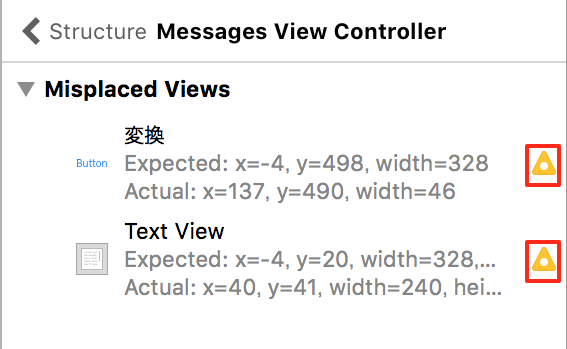 Structure Messages View Controller
Misplaced Views
変換
Button
Expected: x=-4, y=498, width=328
Actual: x=137, y=490, width=46
Text View
Expected: x=-4, y=20, width=328,...
Actual: x=40, y=41, width=240, hei...